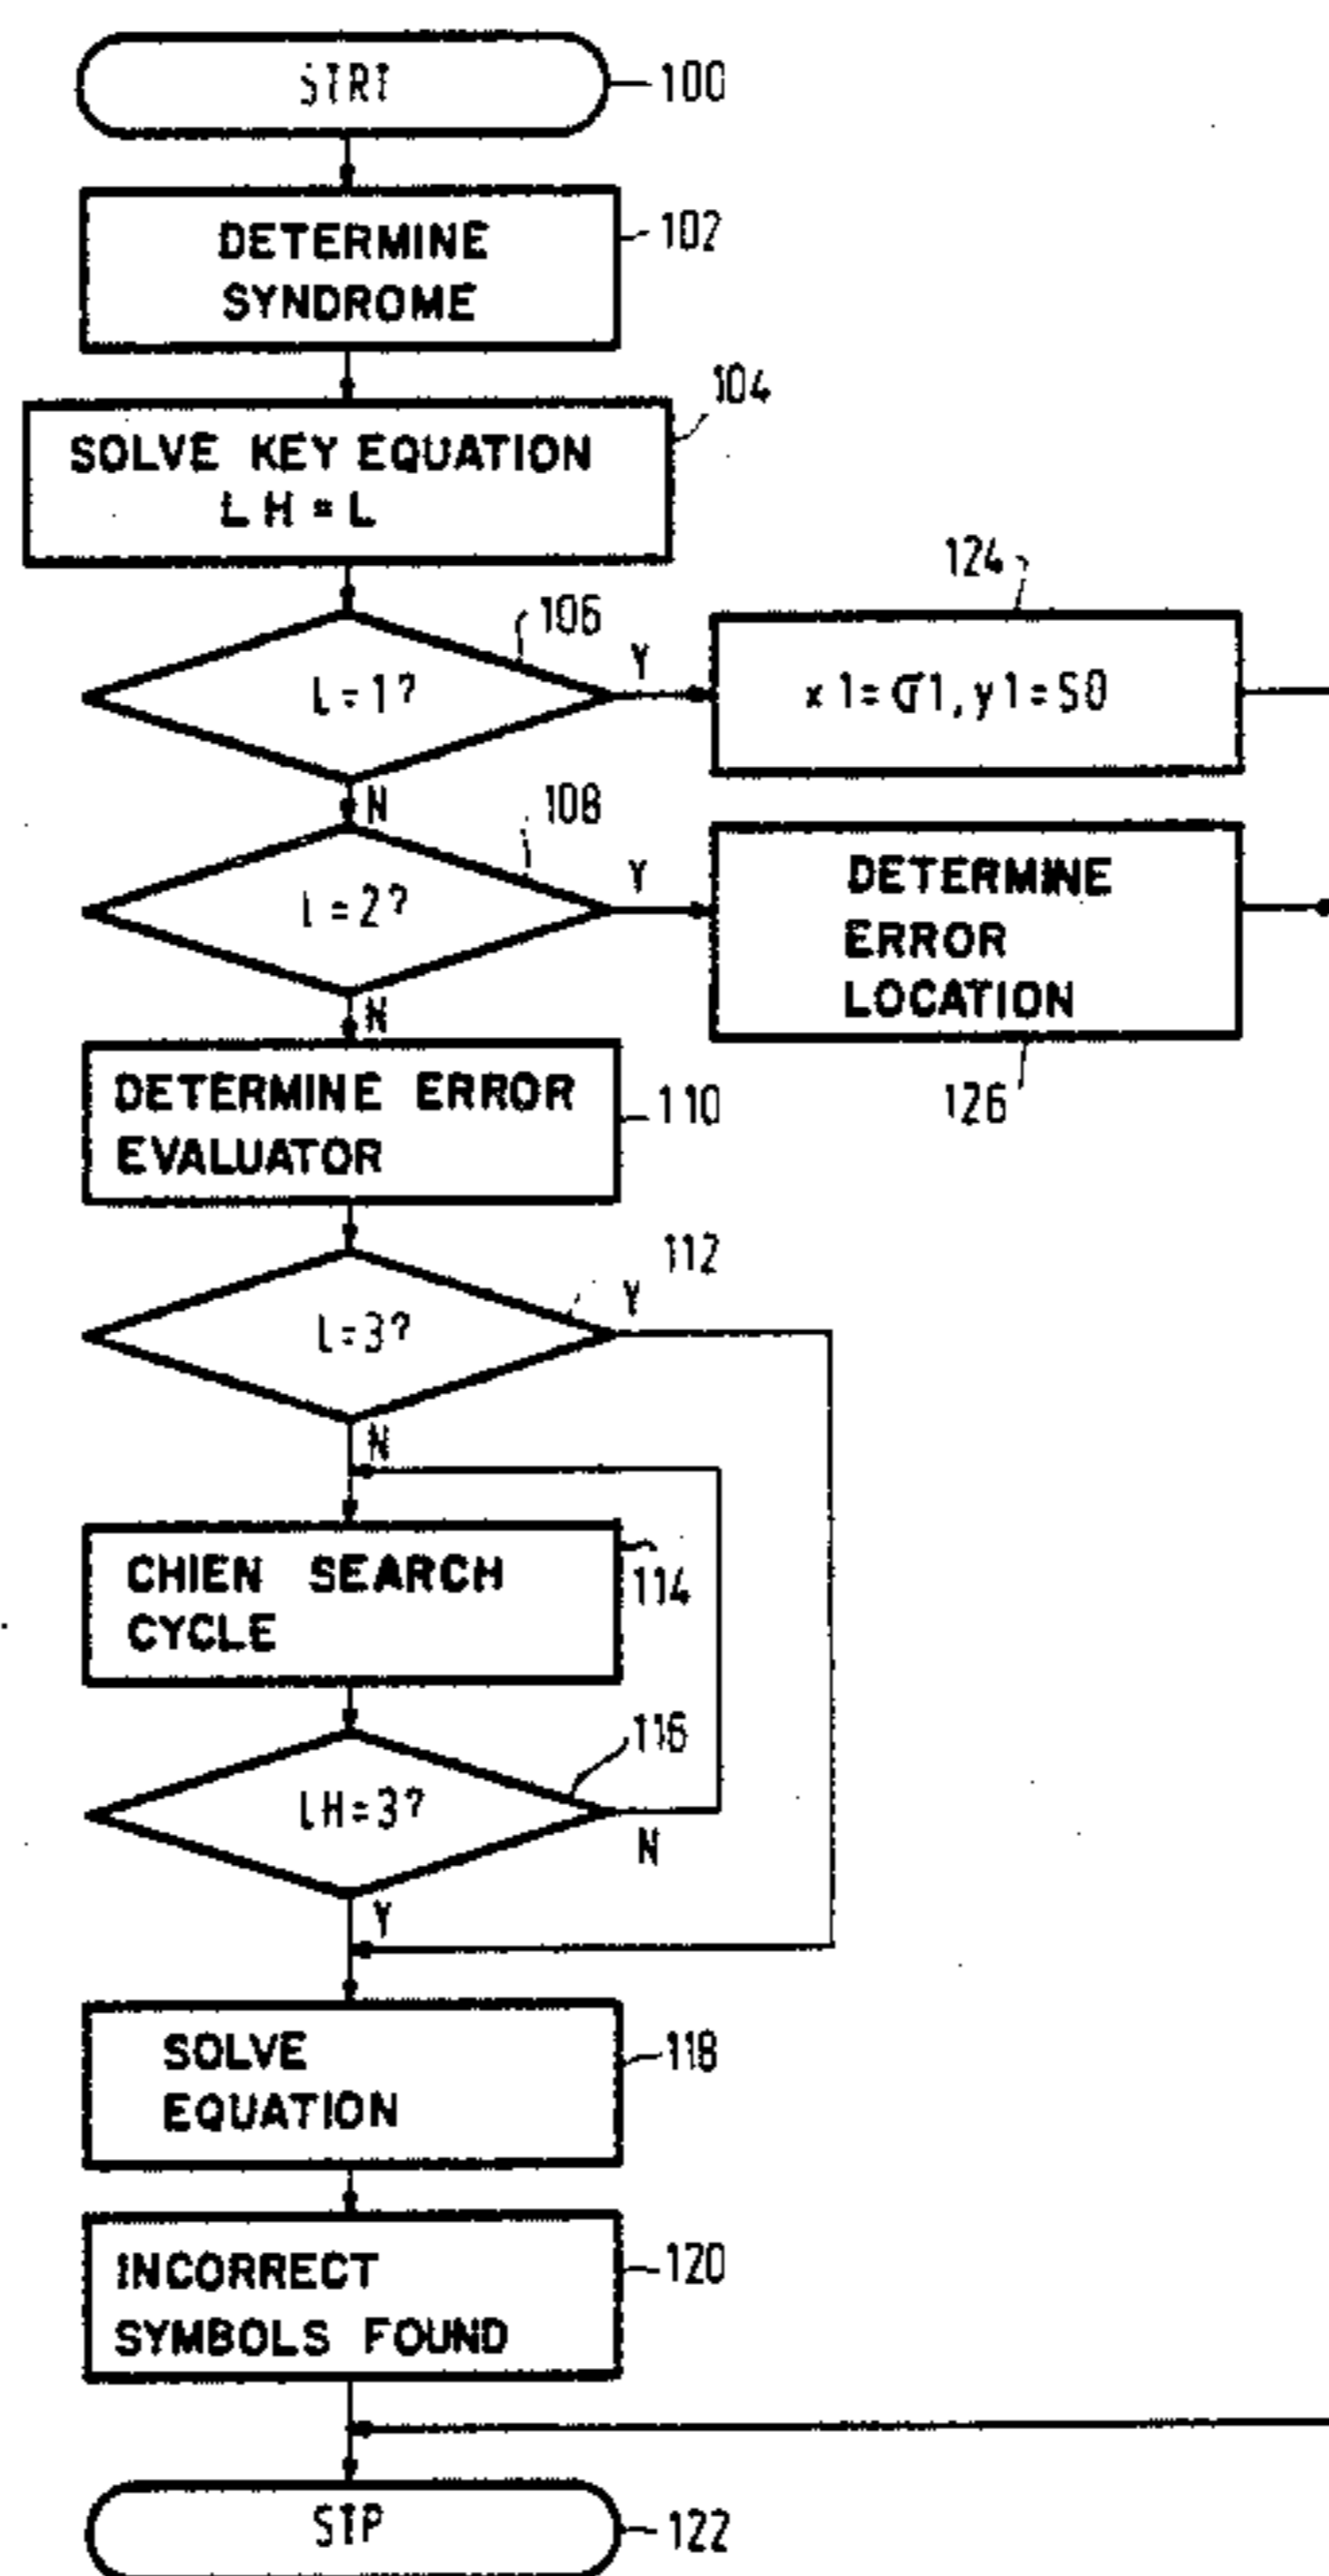 STRT
100
DETERMINE
SYNDROME
102
104
SOLVE KEY EQUATION
LH = L
106
L = 1?
Y
124
x1 = σ1, y1 = S0
N
108
L = 2?
Y
DETERMINE
ERROR
LOCATION
126
N
DETERMINE ERROR
EVALUATOR
110
112
L = 3?
Y
N
CHIEN SEARCH
CYCLE
114
116
LH = 3?
N
Y
SOLVE
EQUATION
118
INCORRECT
SYMBOLS FOUND
120
STP
122